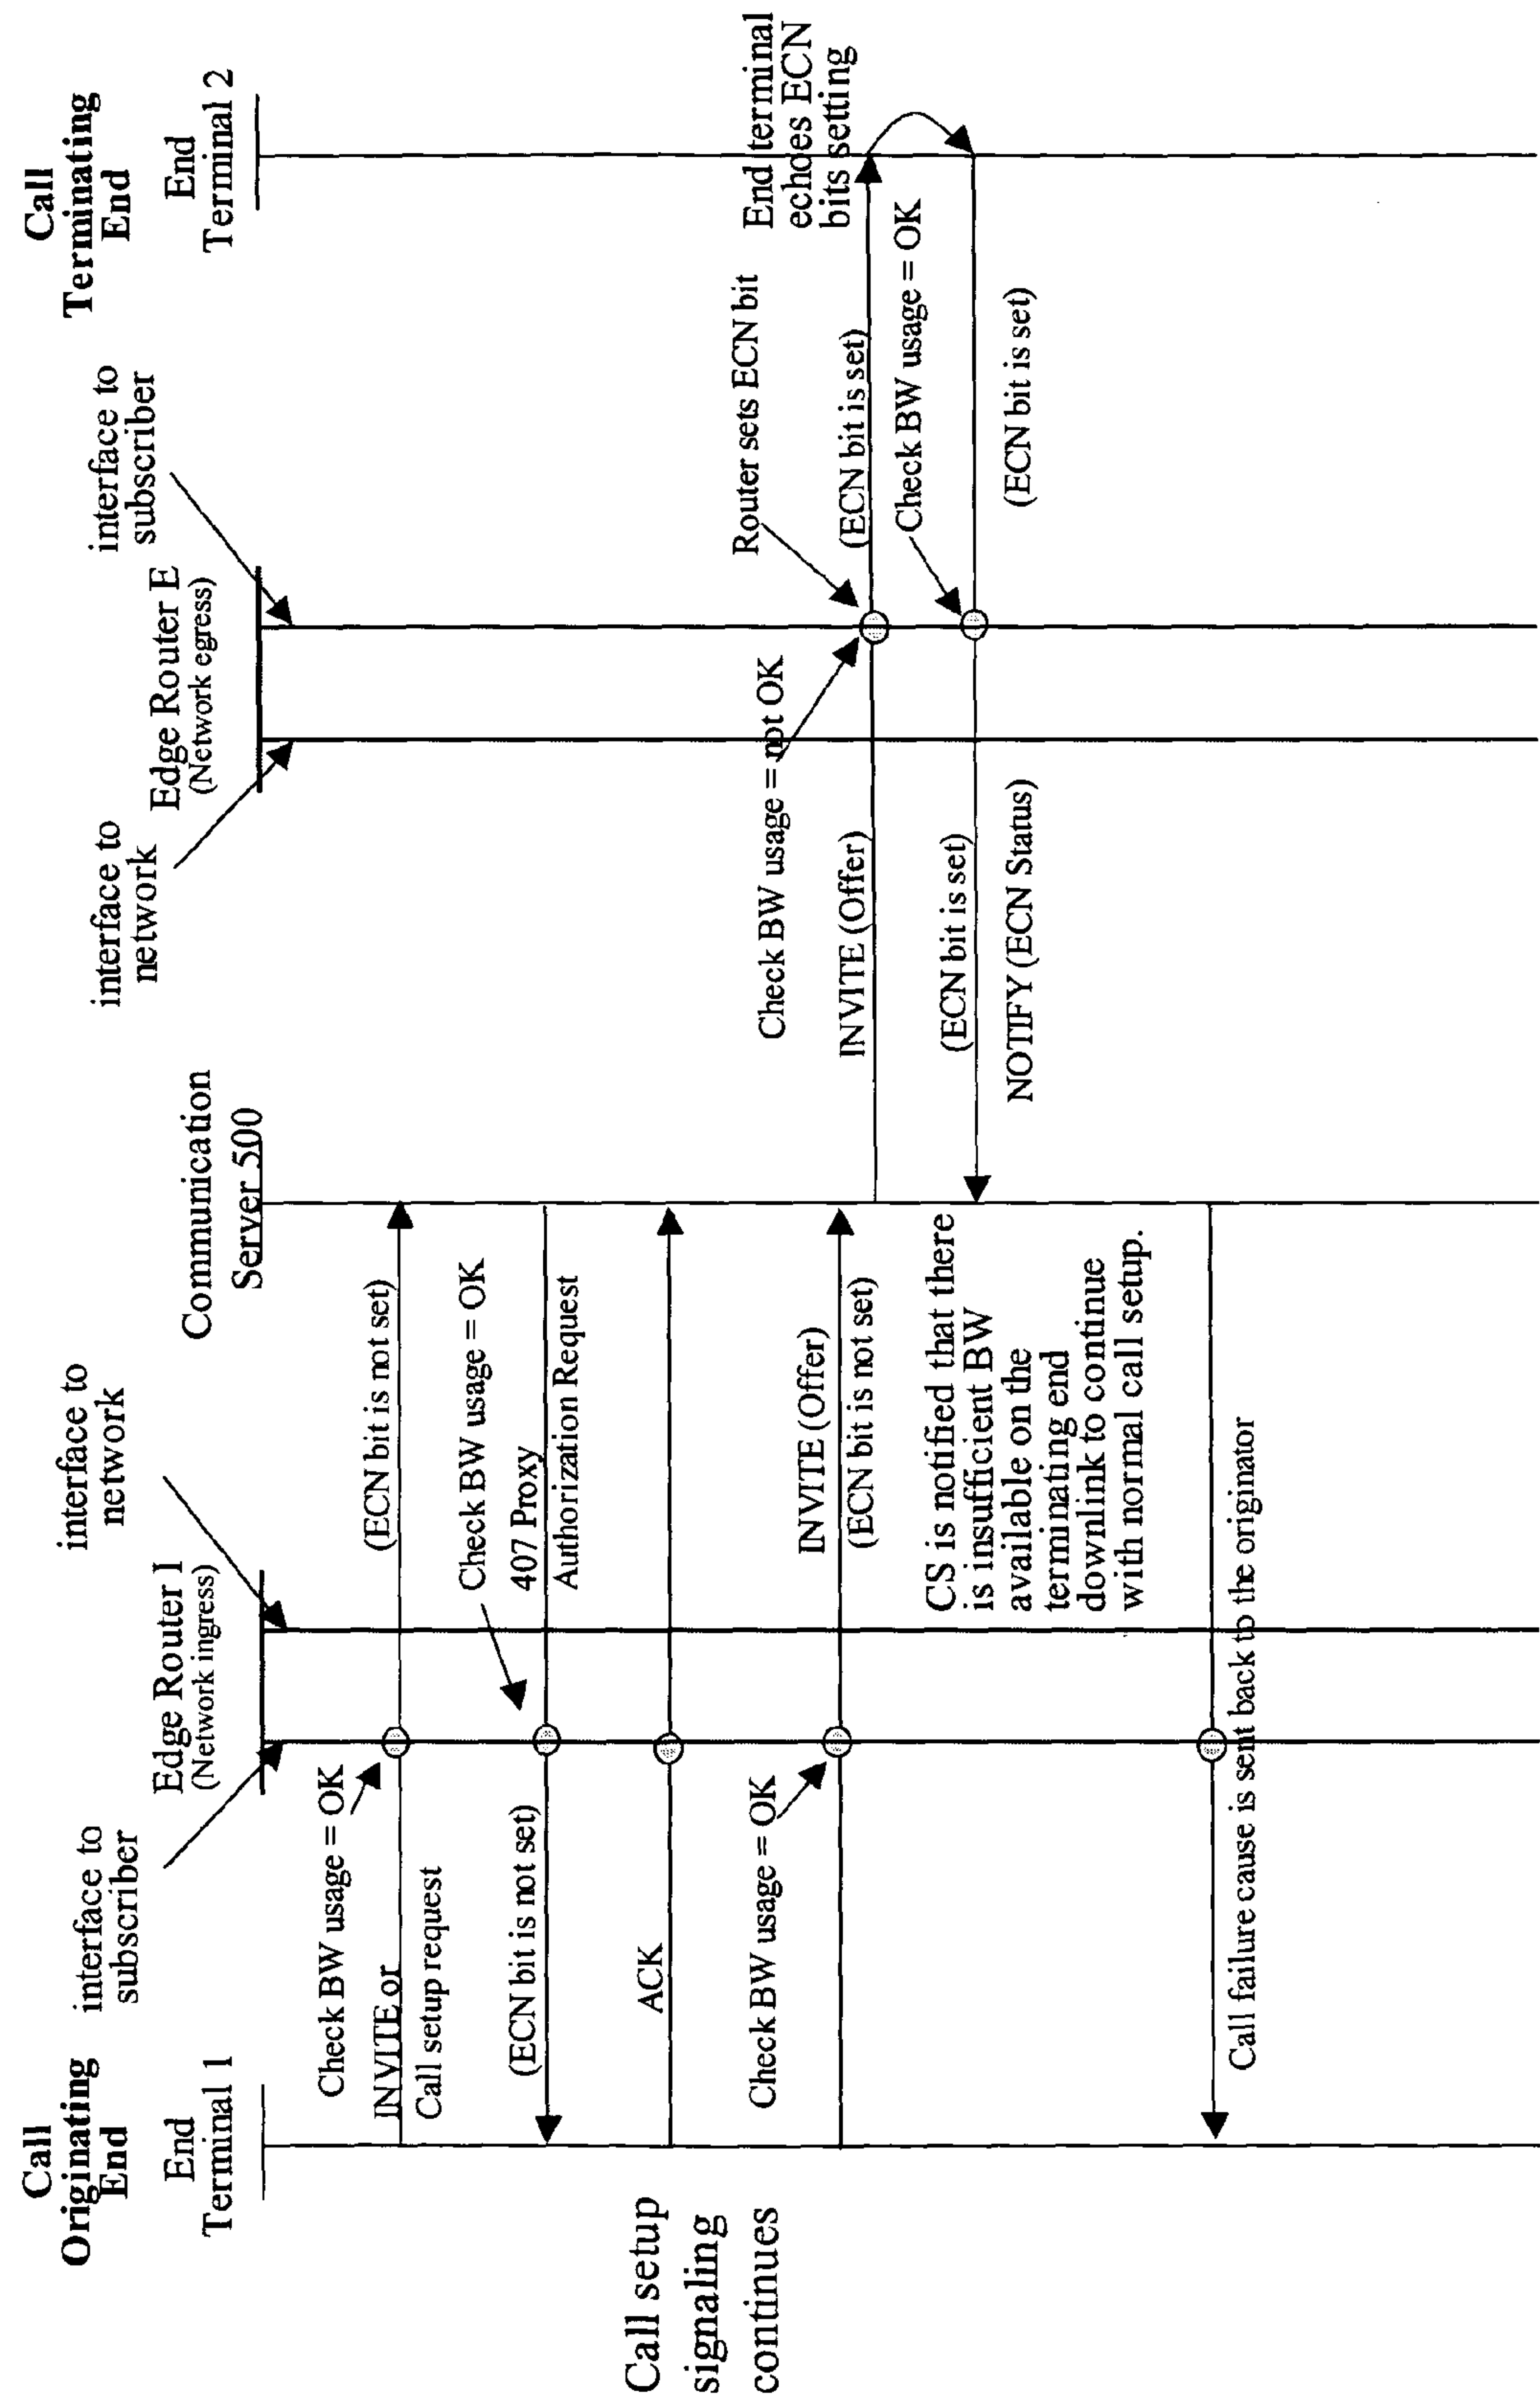 Call
Originating
End
End
Terminal 1
interface to
subscriber
Edge Router I
(Network ingress)
interface to
network
Communication
Server 500
interface to
network
Edge Router E
(Network egress)
interface to
subscriber
Call
Terminating
End
End
Terminal 2
Check BW usage = OK
INVITE or
Call setup request
(ECN bit is not set)
Check BW usage = OK
407 Proxy
Authorization Request
(ECN bit is not set)
Call setup
signaling
continues
ACK
Check BW usage = OK
INVITE (Offer)
(ECN bit is not set)
Check BW usage = not OK
INVITE (Offer)
Router sets ECN bit
(ECN bit is set)
End terminal
echoes ECN
bits setting
Check BW usage = OK
(ECN bit is set)
(ECN bit is set)
NOTIFY (ECN Status)
CS is notified that there
is insufficient BW
available on the
terminating end
downlink to continue
with normal call setup.
Call failure cause is sent back to the originator